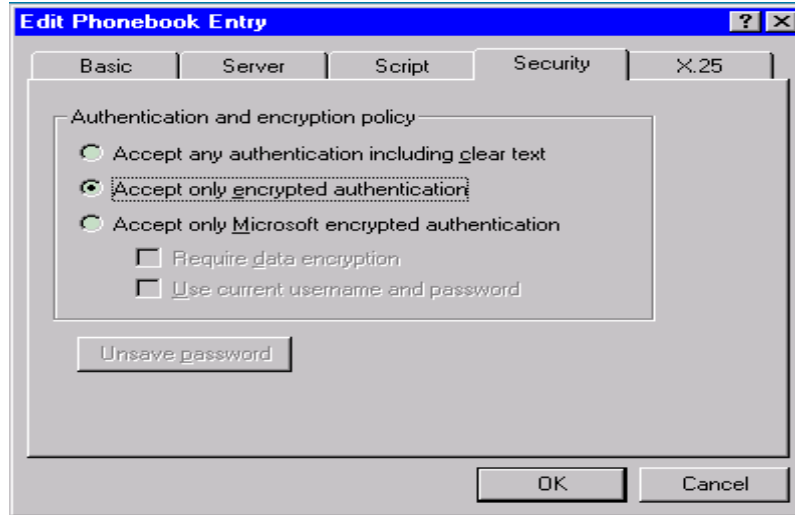 Edit Phonebook Entry
Basic Server Script Security X.25
Authentication and encryption policy
Accept any authentication including clear text
Accept only encrypted authentication
Accept only Microsoft encrypted authentication
Require data encryption
Use current username and password
Unsave password
OK Cancel